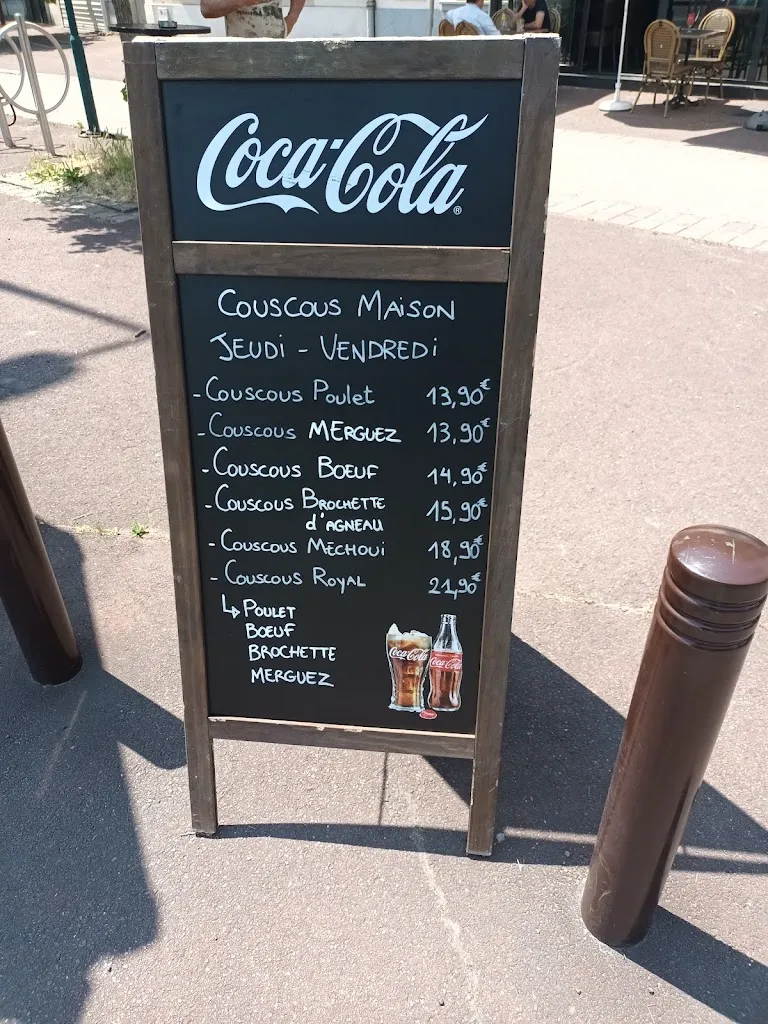 Coca-Cola®
COUSCOUS MAISON
JEUDI - VENDREDI
- COUSCOUS POULET 13,90€
- COUSCOUS MERGUEZ 13,90€
- COUSCOUS BOEUF 14,90€
- COUSCOUS BROCHETTE
d'AGNEAU 15,90€
- COUSCOUS MECHOUI 18,90€
- COUSCOUS ROYAL 21,90€
↳ POULET
BOEUF
BROCHETTE
MERGUEZ
Coca-Cola
Coca-Cola